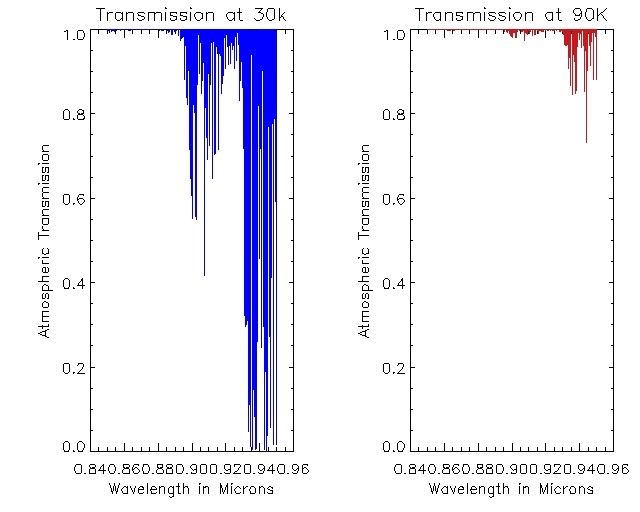 Transmission at 30k
1.0
0.8
0.6
0.4
0.2
0.0
Atmospheric Transmission
0.840.860.880.900.920.940.96
Wavelength in Microns
Transmission at 90K
1.0
0.8
0.6
0.4
0.2
0.0
Atmospheric Transmission
0.840.860.880.900.920.940.96
Wavelength in Microns